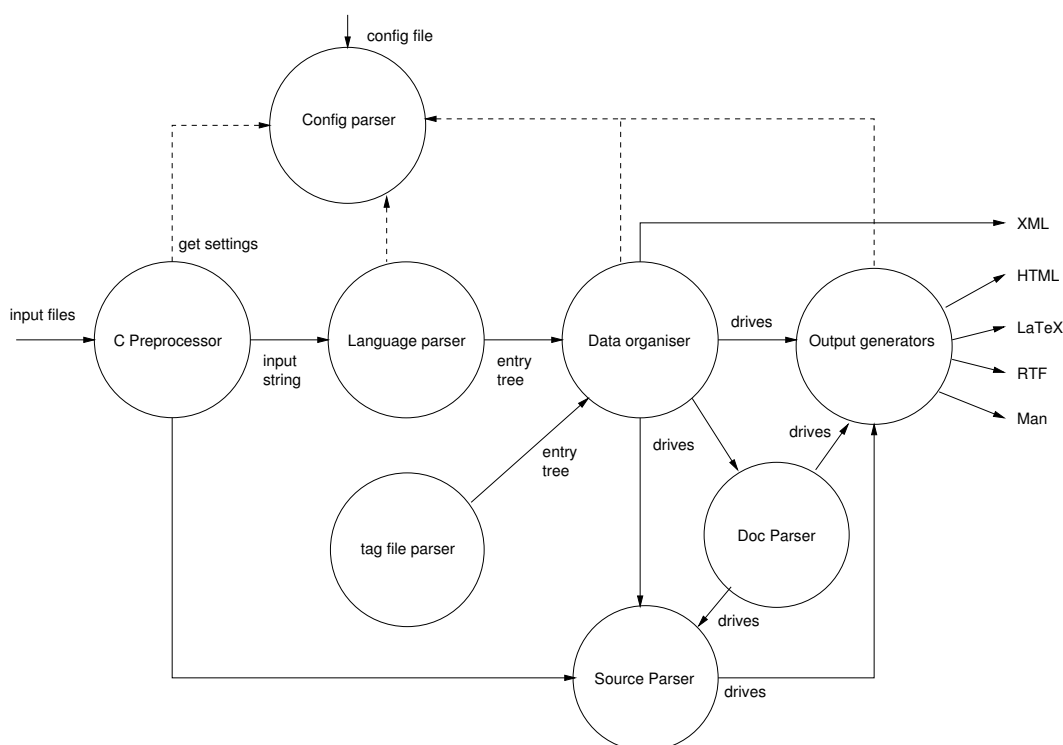 config file
Config parser
get settings
XML
HTML
input files
C Preprocessor
input
string
Language parser
entry
tree
Data organiser
drives
Output generators
LaTeX
RTF
Man
drives
drives
entry
tree
tag file parser
Doc Parser
drives
Source Parser
drives